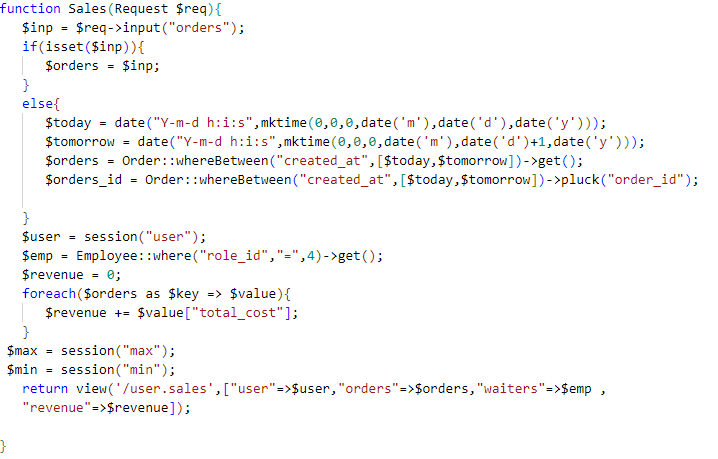 function Sales(Request $req){
$inp = $req->input("orders");
if(isset($inp)){
$orders = $inp;
}
else{
$today = date("Y-m-d h:i:s",mktime(0,0,0,date('m'),date('d'),date('y')));
$tomorrow = date("Y-m-d h:i:s",mktime(0,0,0,date('m'),date('d')+1,date('y')));
$orders = Order::whereBetween("created_at",[$today,$tomorrow])->get();
$orders_id = Order::whereBetween("created_at",[$today,$tomorrow])->pluck("order_id");
}
$user = session("user");
$emp = Employee::where("role_id","=",4)->get();
$revenue = 0;
foreach($orders as $key => $value){
$revenue += $value["total_cost"];
}
$max = session("max");
$min = session("min");
return view('/user.sales',["user"=>$user,"orders"=>$orders,"waiters"=>$emp ,
"revenue"=>$revenue]);
}